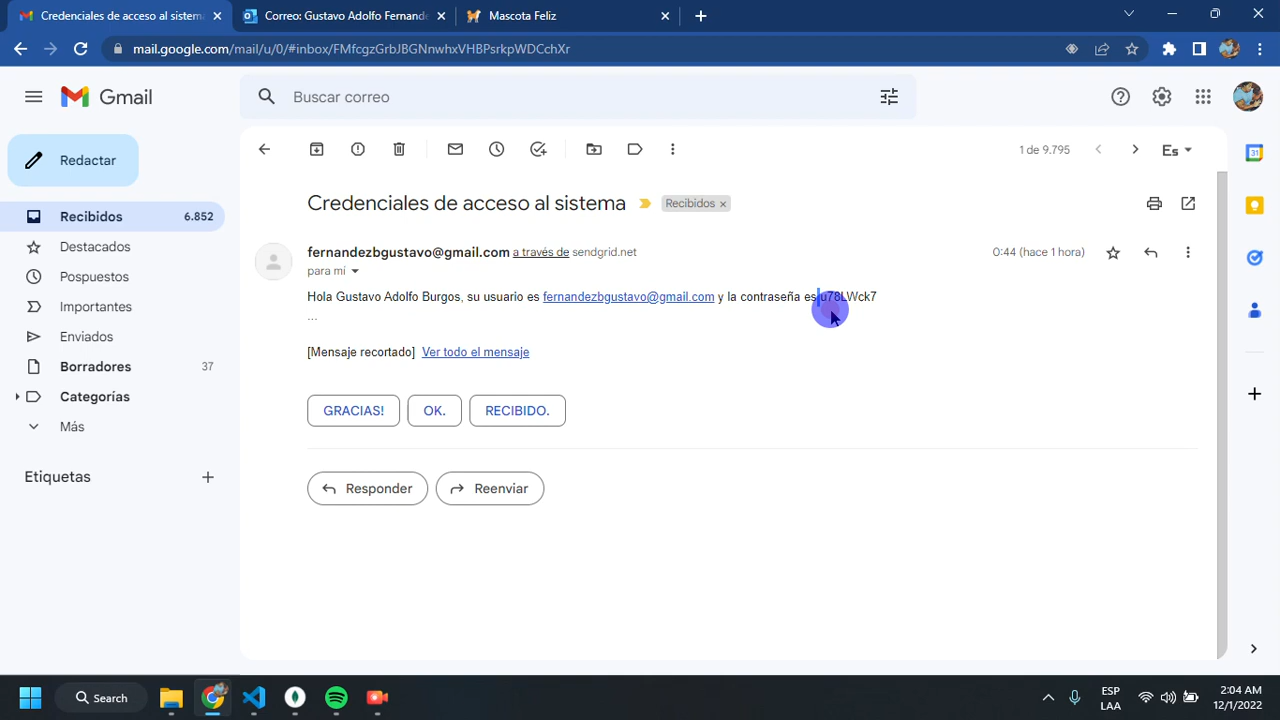 Credenciales de acceso al sistem
Correo: Gustavo Adolfo Fernand
Mascota Feliz
mail.google.com/mail/u/0/#inbox/FMfcgzGrbJBGNnwhxVHBPsrkpWDCchXr
Gmail
Buscar correo
Redactar
1 de 9.795
Es
Recibidos 6.852
Destacados
Pospuestos
Importantes
Enviados
Borradores 37
Categorías
Más
Etiquetas
Credenciales de acceso al sistema
Recibidos ×
fernandezbgustavo@gmail.com a través de sendgrid.net
0:44 (hace 1 hora)
para mí
Hola Gustavo Adolfo Burgos, su usuario es fernandezbgustavo@gmail.com y la contraseña es u78LWck7
...
[Mensaje recortado] Ver todo el mensaje
GRACIAS!
OK.
RECIBIDO.
Responder
Reenviar
31
Search
ESP
LAA
2:04 AM
12/1/2022